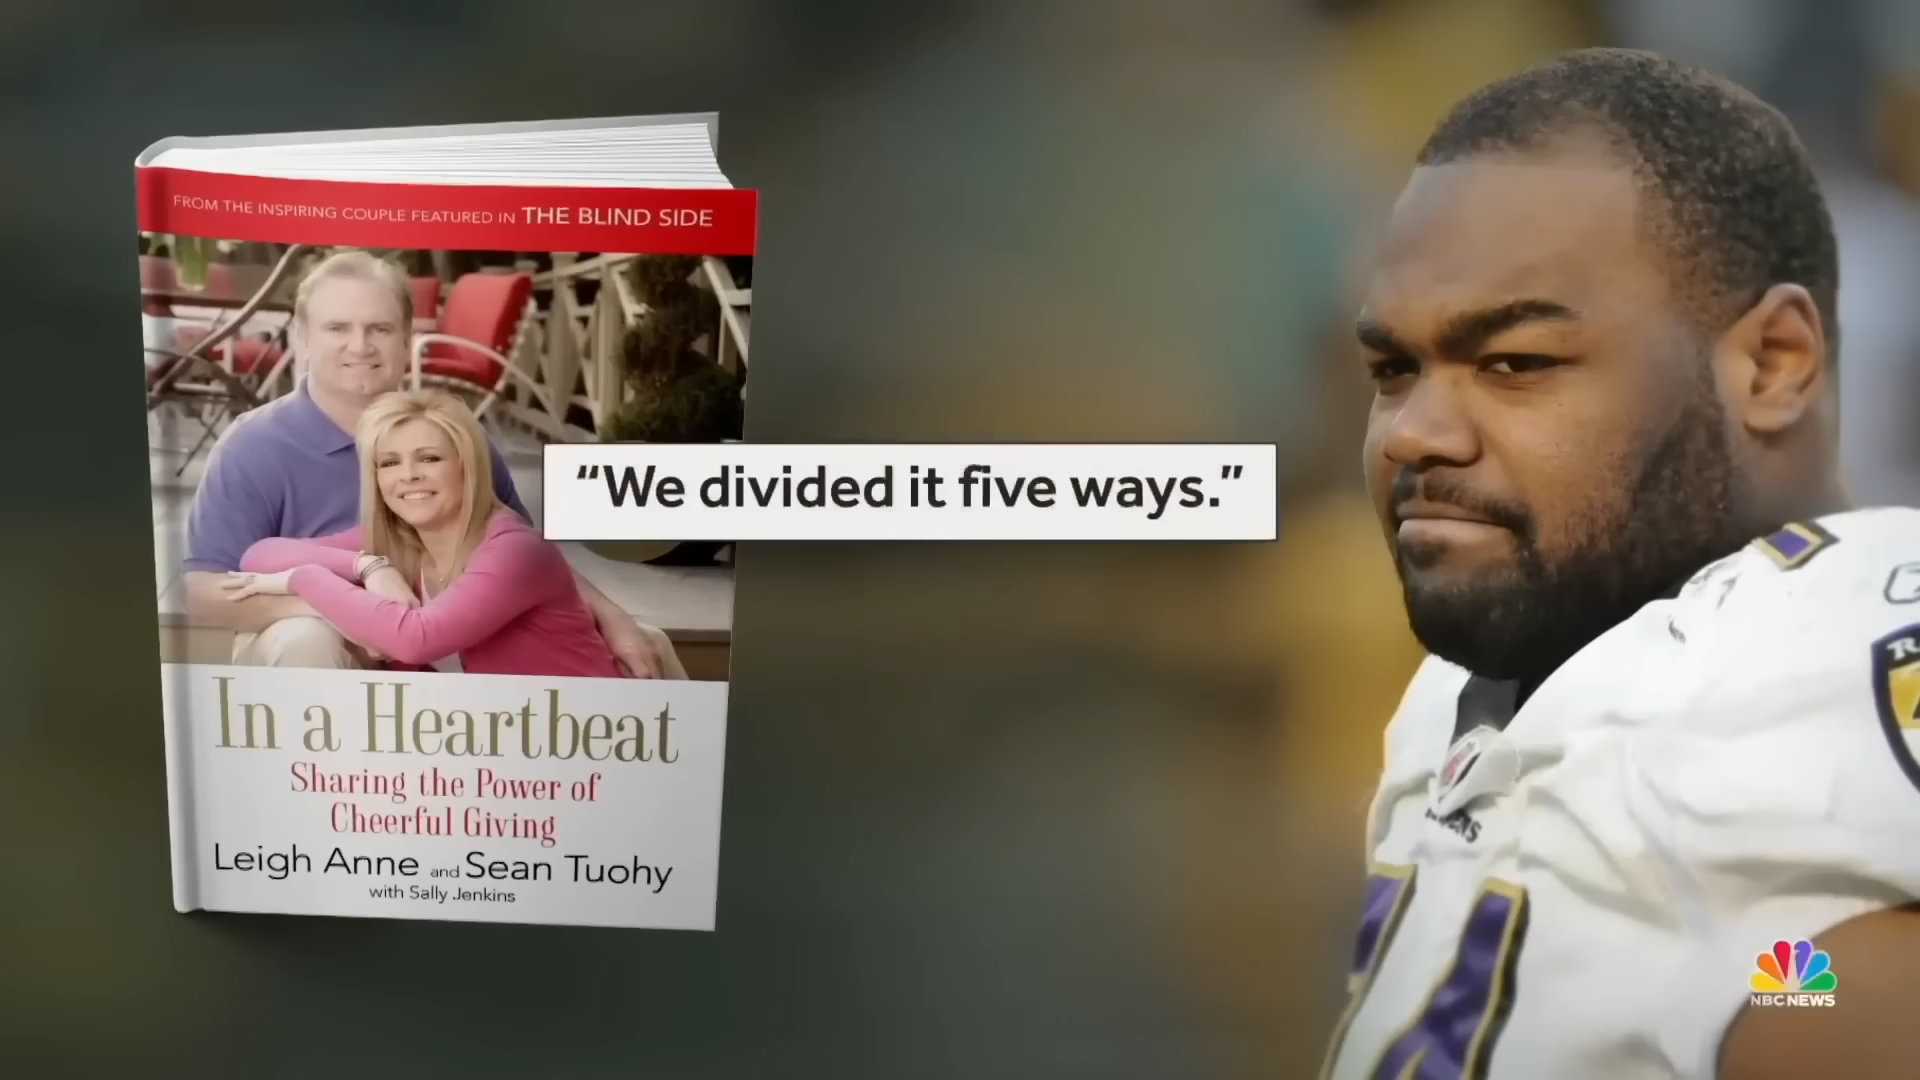 FROM THE INSPIRING COUPLE FEATURED IN THE BLIND SIDE
“We divided it five ways.”
In a Heartbeat
Sharing the Power of
Cheerful Giving
Leigh Anne and Sean Tuohy
with Sally Jenkins
NBC NEWS